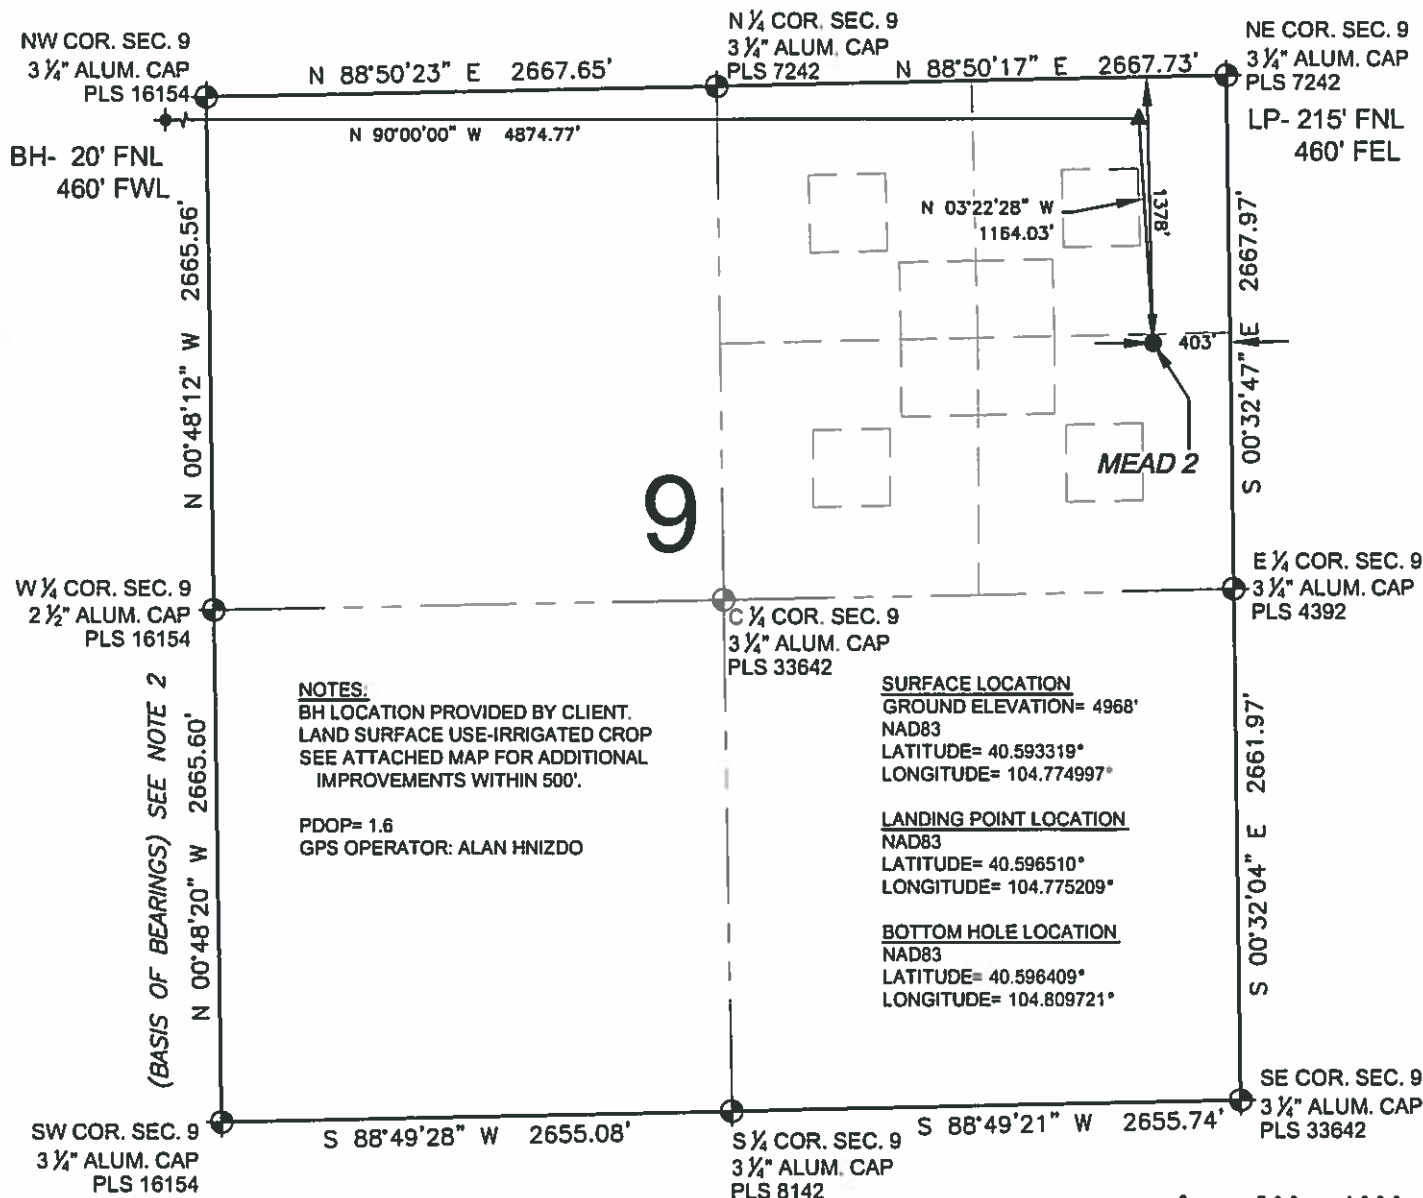 NW COR. SEC. 9
3 ¼" ALUM. CAP
PLS 16154
N 88°50'23" E 2667.65'
N ¼ COR. SEC. 9
3 ¼" ALUM. CAP
PLS 7242
N 88°50'17" E 2667.73'
NE COR. SEC. 9
3 ¼" ALUM. CAP
PLS 7242
LP- 215' FNL
460' FEL
BH- 20' FNL
460' FWL
N 90°00'00" W 4874.77'
N 03°22'28" W
1164.03'
1378'
403'
MEAD 2
N 00°48'12" W 2665.56'
S 00°32'47" E 2667.97'
9
W ¼ COR. SEC. 9
2 ½" ALUM. CAP
PLS 16154
C ¼ COR. SEC. 9
3 ¼" ALUM. CAP
PLS 33642
E ¼ COR. SEC. 9
3 ¼" ALUM. CAP
PLS 4392
(BASIS OF BEARINGS) SEE NOTE 2
N 00°48'20" W 2665.60'
NOTES:
BH LOCATION PROVIDED BY CLIENT.
LAND SURFACE USE-IRRIGATED CROP
SEE ATTACHED MAP FOR ADDITIONAL
IMPROVEMENTS WITHIN 500'.
PDOP= 1.6
GPS OPERATOR: ALAN HNIZDO
SURFACE LOCATION
GROUND ELEVATION= 4968'
NAD83
LATITUDE= 40.593319°
LONGITUDE= 104.774997°
LANDING POINT LOCATION
NAD83
LATITUDE= 40.596510°
LONGITUDE= 104.775209°
BOTTOM HOLE LOCATION
NAD83
LATITUDE= 40.596409°
LONGITUDE= 104.809721°
S 00°32'04" E 2661.97'
SW COR. SEC. 9
3 ¼" ALUM. CAP
PLS 16154
S 88°49'28" W 2655.08'
S ¼ COR. SEC. 9
3 ¼" ALUM. CAP
PLS 8142
S 88°49'21" W 2655.74'
SE COR. SEC. 9
3 ¼" ALUM. CAP
PLS 33642